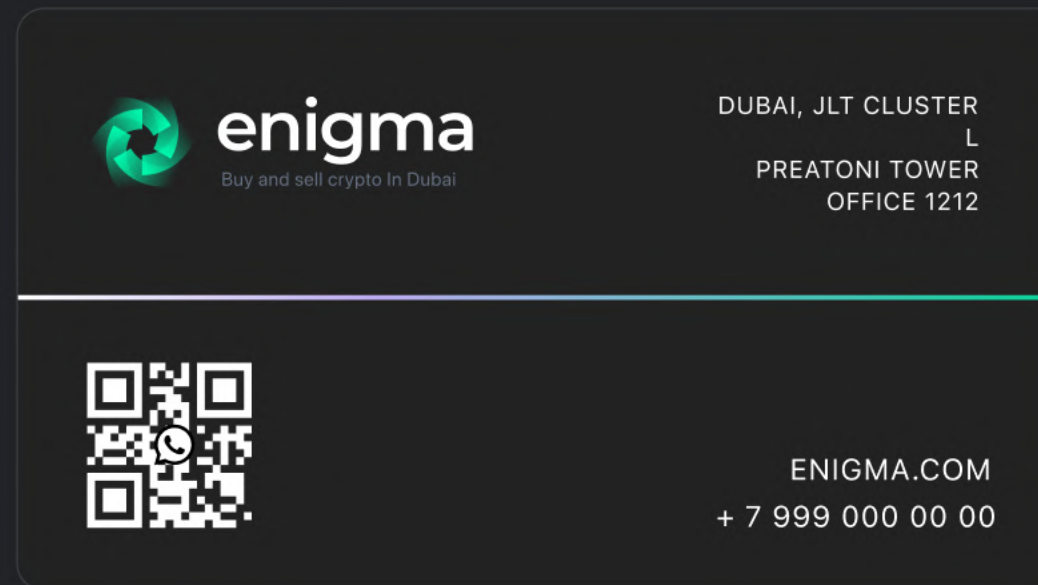 enigma
Buy and sell crypto In Dubai
DUBAI, JLT CLUSTER
L
PREATONI TOWER
OFFICE 1212
ENIGMA.COM
+ 7 999 000 00 00